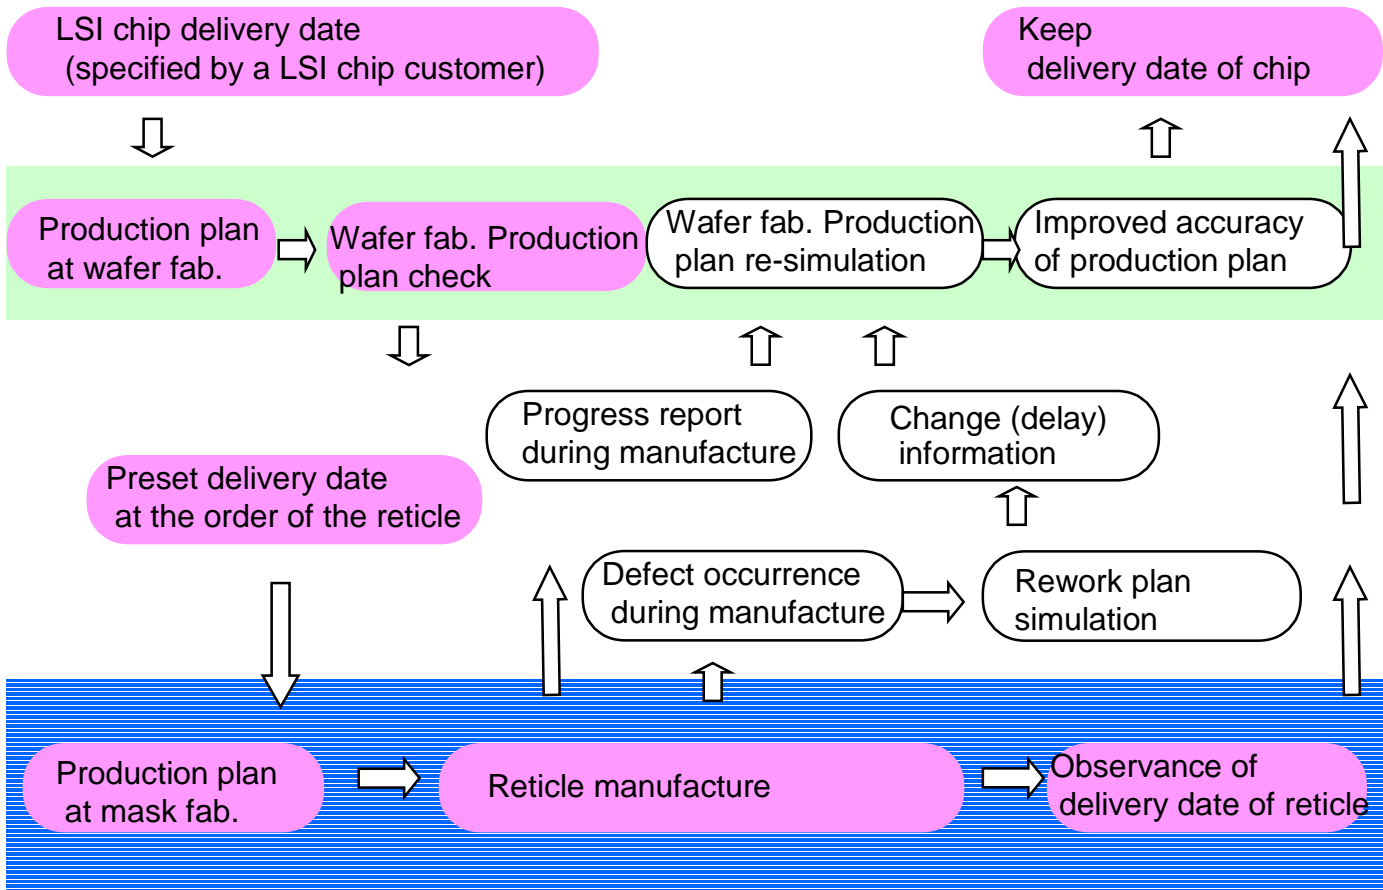 LSI chip delivery date
(specified by a LSI chip customer)
Keep
delivery date of chip
Production plan
at wafer fab.
Wafer fab. Production
plan check
Wafer fab. Production
plan re-simulation
Improved accuracy
of production plan
Progress report
during manufacture
Change (delay)
information
Preset delivery date
at the order of the reticle
Defect occurrence
during manufacture
Rework plan
simulation
Production plan
at mask fab.
Reticle manufacture
Observance of
delivery date of reticle